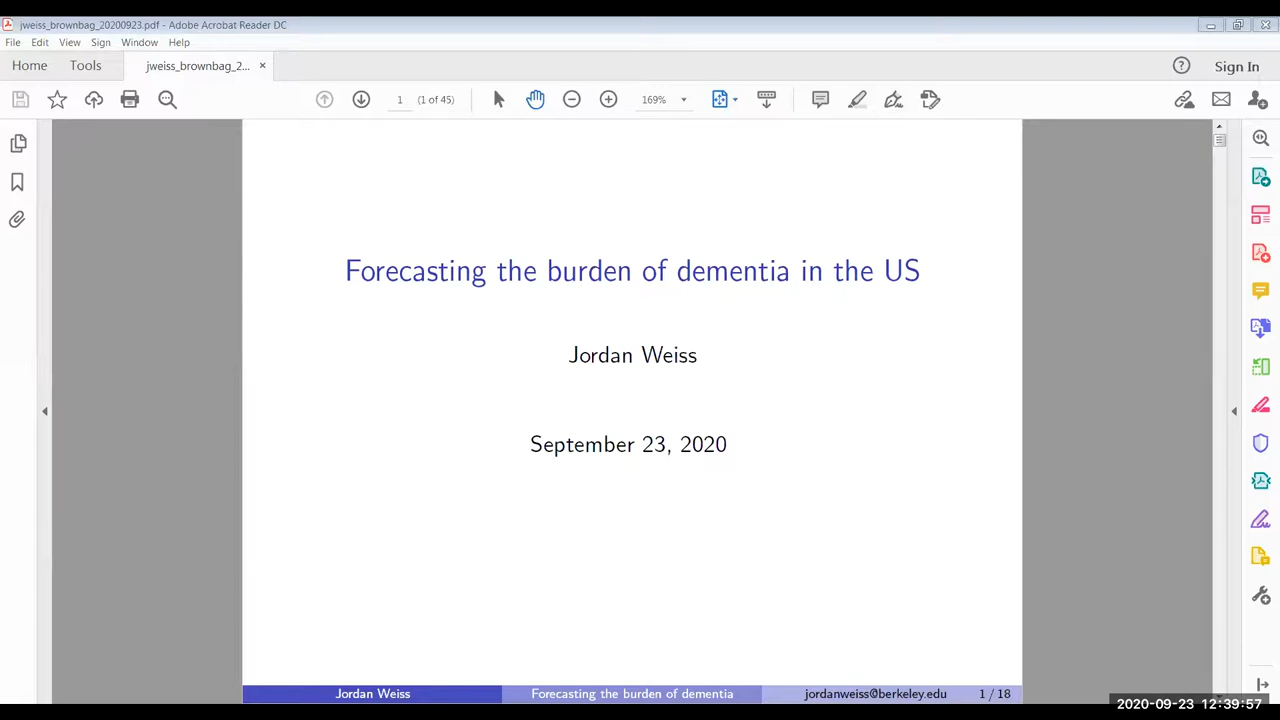 jweiss_brownbag_20200923.pdf - Adobe Acrobat Reader DC
File Edit View Sign Window Help
Home Tools jweiss_brownbag_2... × Sign In
1 (1 of 45) 169%
Forecasting the burden of dementia in the US
Jordan Weiss
September 23, 2020
Jordan Weiss Forecasting the burden of dementia jordanweiss@berkeley.edu 1 / 18
2020-09-23 12:39:57